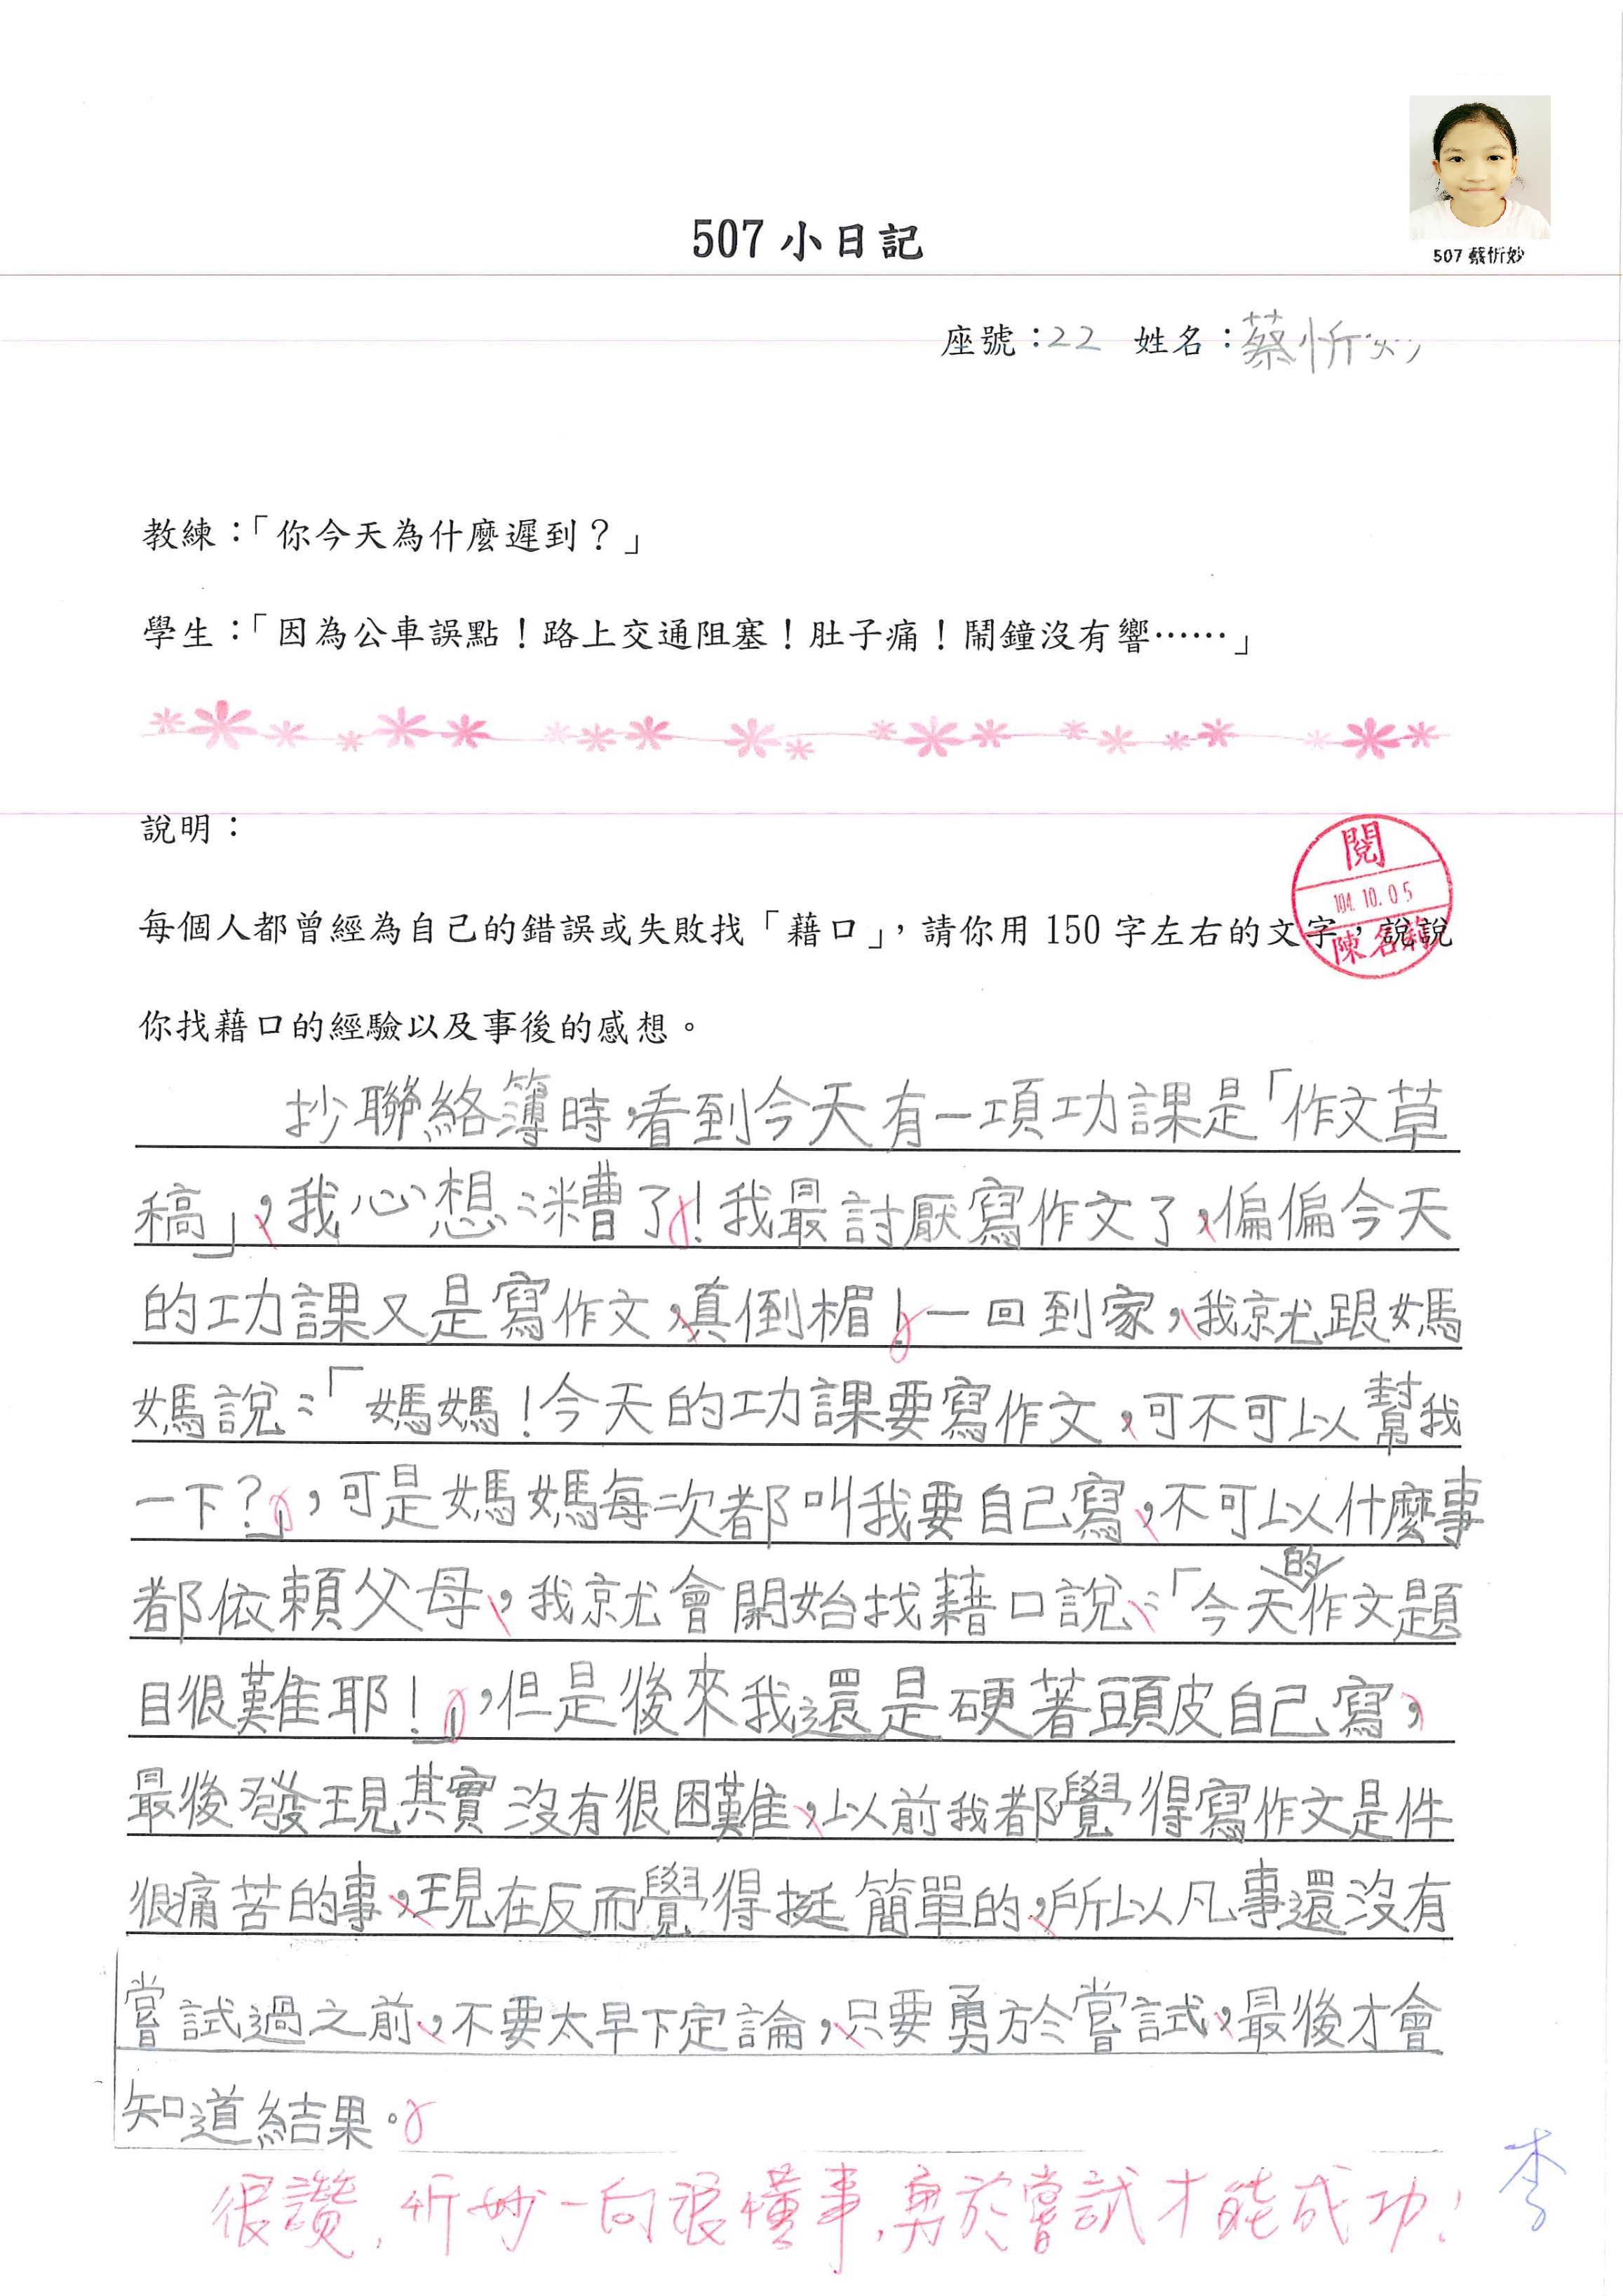 507 蔡忻妙
507 小日記
座號：22 姓名：蔡忻妙
教練：「你今天為什麼遲到？」
學生：「因為公車誤點！路上交通阻塞！肚子痛！鬧鐘沒有響……」
說明：
閱
104.10.05
每個人都曾經為自己的錯誤或失敗找「藉口」，請你用 150 字左右的文字，說說
你找藉口的經驗以及事後的感想。
抄聯絡簿時，看到今天有一項功課是「作文草
稿」，我心想：糟了！我最討厭寫作文了，偏偏今天
的功課又是寫作文，真倒楣！一回到家，我就跟媽
媽說：「媽媽！今天的功課要寫作文，可不可以幫我
一下？」，可是媽媽每次都叫我要自己寫，不可以什麼事
都依賴父母，我就會開始找藉口說：「今天的作文題
目很難耶！」，但是後來我還是硬著頭皮自己寫，
最後發現其實沒有很困難，以前我都覺得寫作文是件
很痛苦的事，現在反而覺得挺簡單的，所以凡事還沒有
嘗試過之前，不要太早下定論，只要勇於嘗試，最後才會
知道結果。
很讚，忻妙一向很懂事，勇於嘗試才能成功！
李